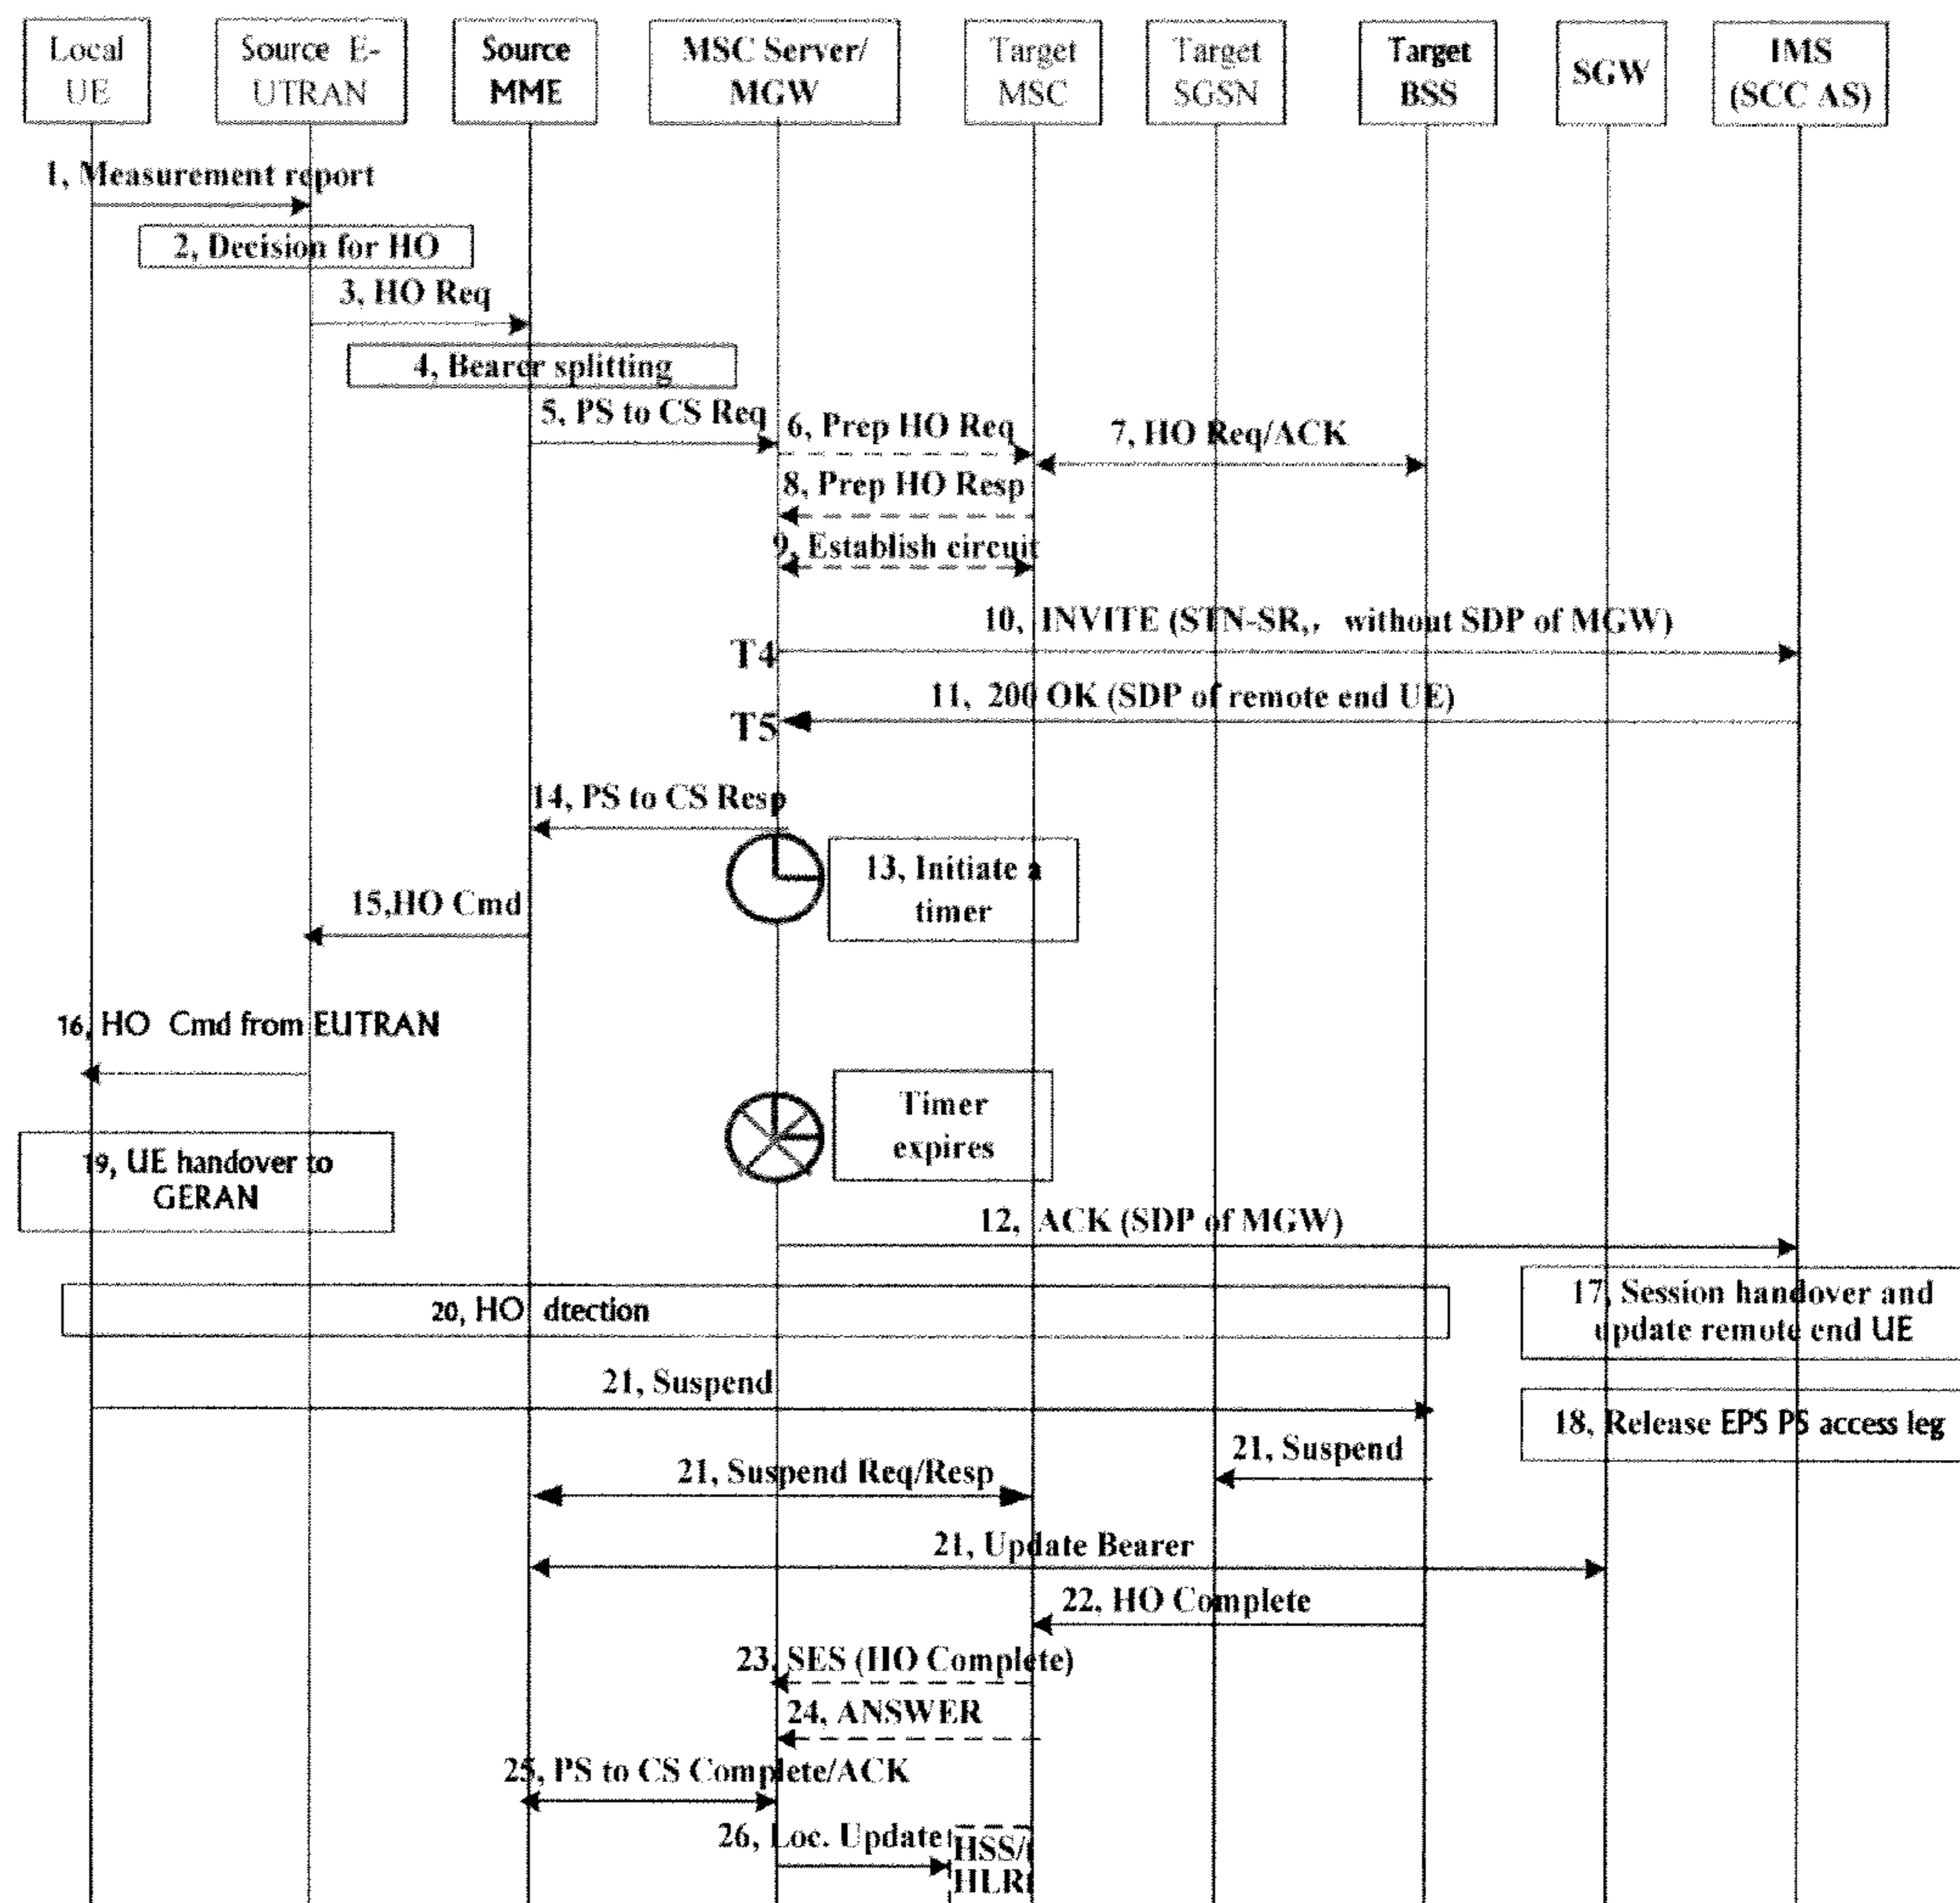 Local
UE
Source E-
UTRAN
Source
MME
MSC Server/
MGW
Target
MSC
Target
SGSN
Target
BSS
SGW
IMS
(SCC AS)
1, Measurement report
2, Decision for HO
3, HO Req
4, Bearer splitting
5, PS to CS Req
6, Prep HO Req
7, HO Req/ACK
8, Prep HO Resp
9, Establish circuit
10, INVITE (STN-SR,, without SDP of MGW)
T4
11, 200 OK (SDP of remote end UE)
T5
14, PS to CS Resp
13, Initiate a
timer
15,HO Cmd
16, HO Cmd from EUTRAN
Timer
expires
19, UE handover to
GERAN
12, ACK (SDP of MGW)
20, HO dtection
17, Session handover and
update remote end UE
21, Suspend
18, Release EPS PS access leg
21, Suspend
21, Suspend Req/Resp
21, Update Bearer
22, HO Complete
23, SES (HO Complete)
24, ANSWER
25, PS to CS Complete/ACK
26, Loc. Update
HSS/
HLR